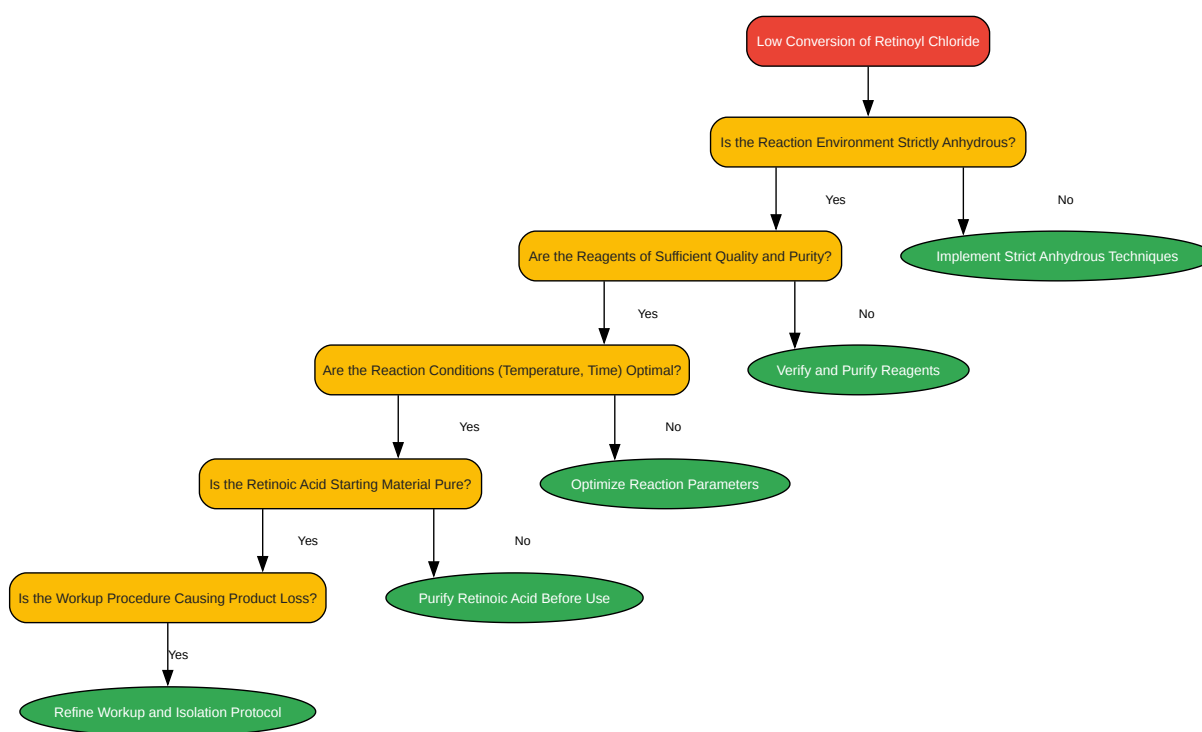 Low Conversion of Retinoyl Chloride
Is the Reaction Environment Strictly Anhydrous?
Yes
No
Are the Reagents of Sufficient Quality and Purity?
Implement Strict Anhydrous Techniques
Yes
No
Are the Reaction Conditions (Temperature, Time) Optimal?
Verify and Purify Reagents
Yes
No
Is the Retinoic Acid Starting Material Pure?
Optimize Reaction Parameters
Yes
No
Is the Workup Procedure Causing Product Loss?
Purify Retinoic Acid Before Use
Yes
Refine Workup and Isolation Protocol